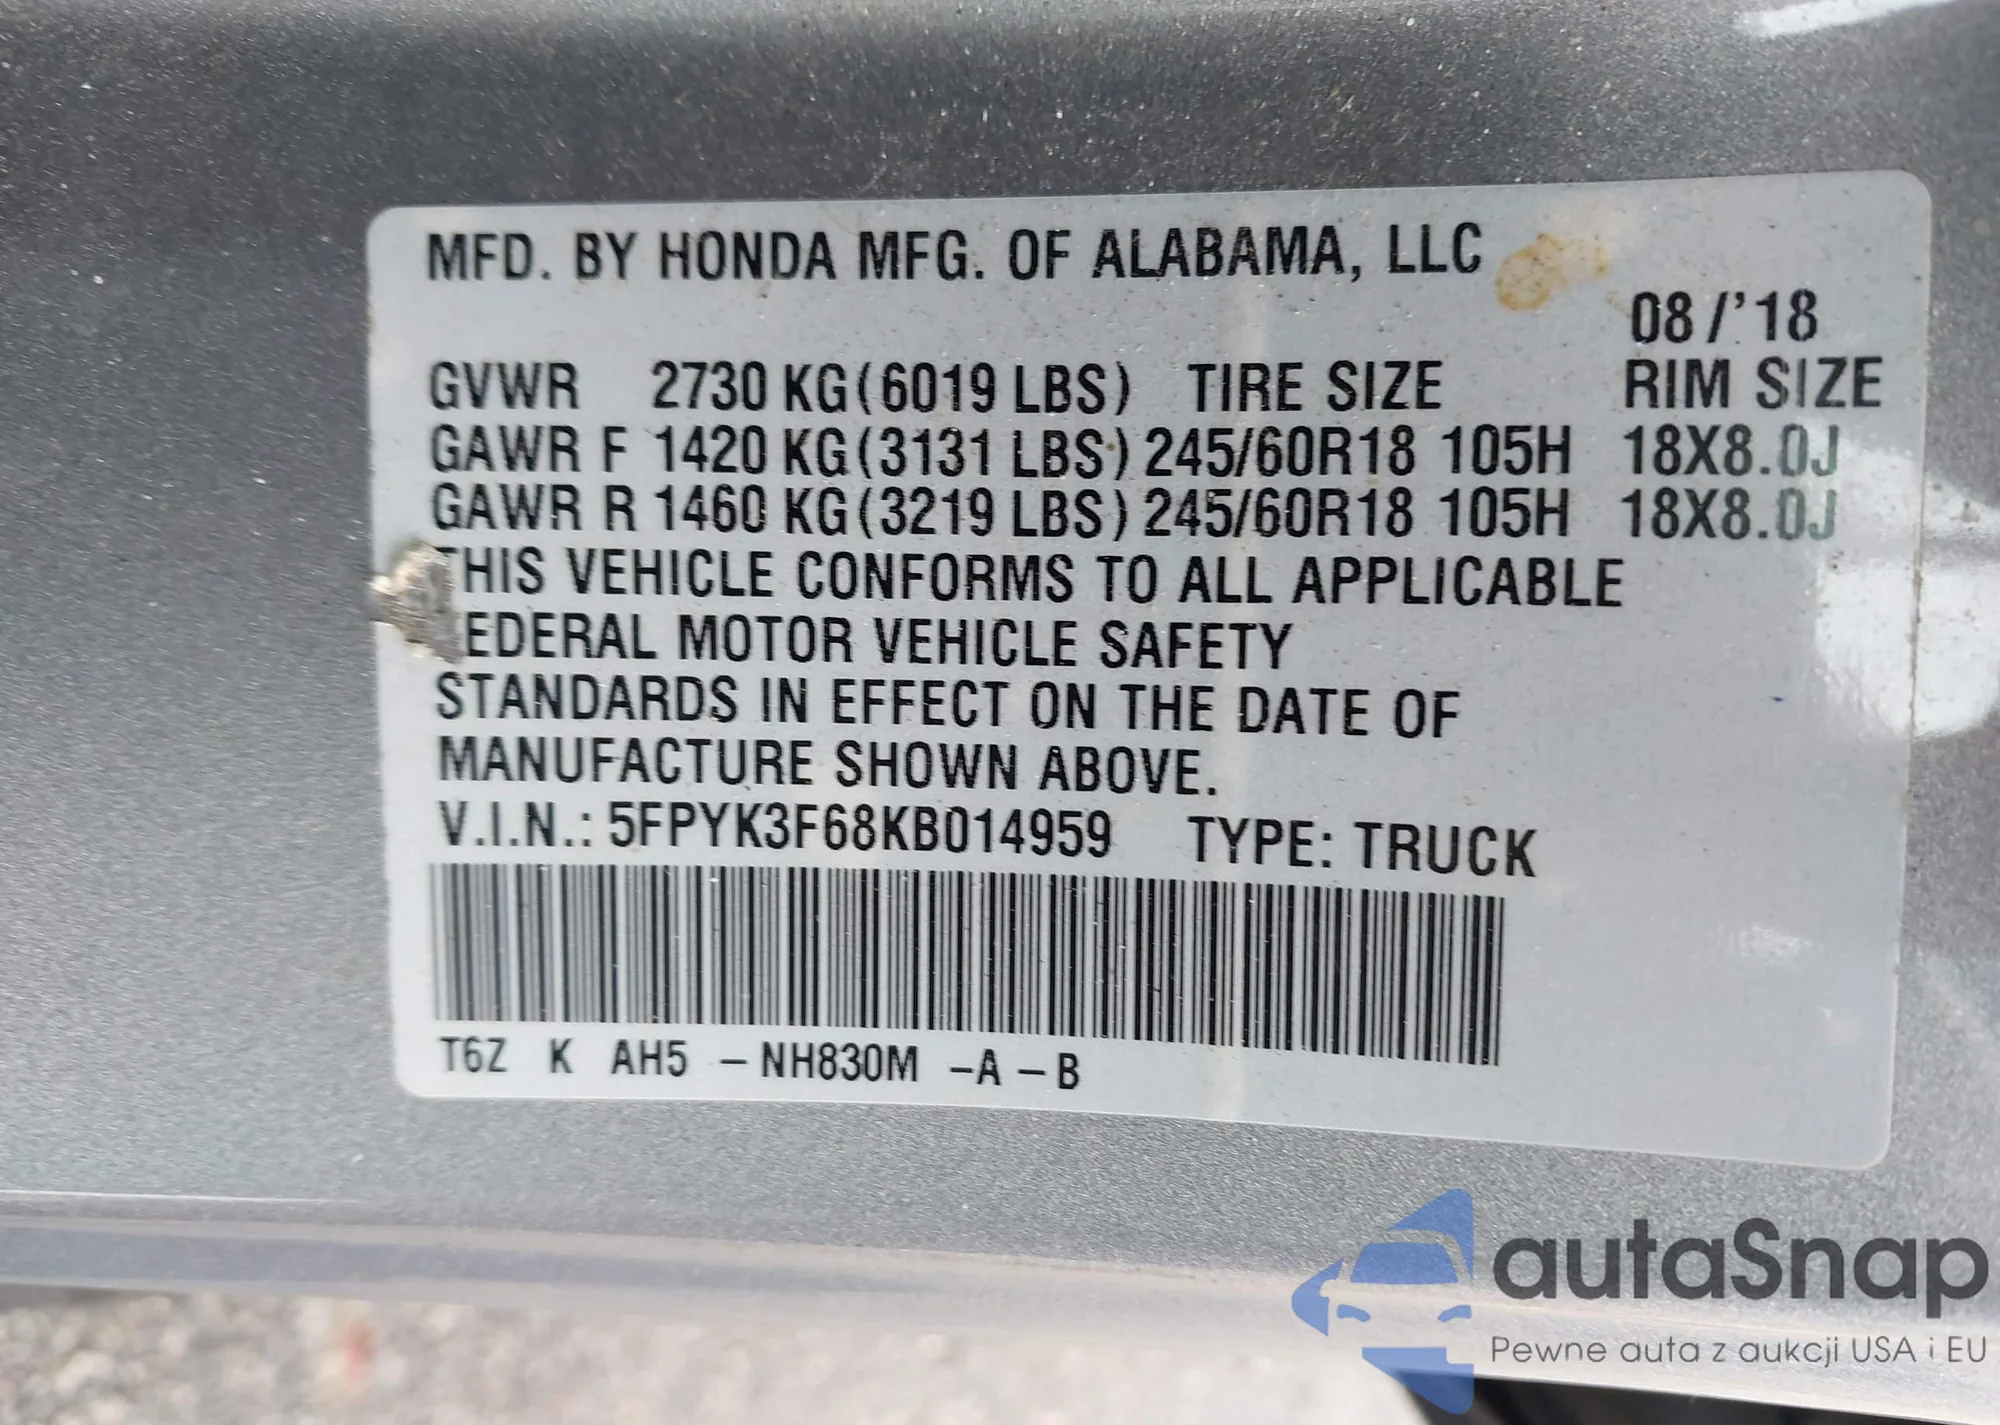 MFD. BY HONDA MFG. OF ALABAMA, LLC
08/'18
GVWR 2730 KG(6019 LBS) TIRE SIZE RIM SIZE
GAWR F 1420 KG(3131 LBS) 245/60R18 105H 18X8.0J
GAWR R 1460 KG(3219 LBS) 245/60R18 105H 18X8.0J
THIS VEHICLE CONFORMS TO ALL APPLICABLE
FEDERAL MOTOR VEHICLE SAFETY
STANDARDS IN EFFECT ON THE DATE OF
MANUFACTURE SHOWN ABOVE.
V.I.N.: 5FPYK3F68KB014959 TYPE: TRUCK
T6Z K AH5 -NH830M -A-B
autaSnap
Pewne auta z aukcji USA i EU